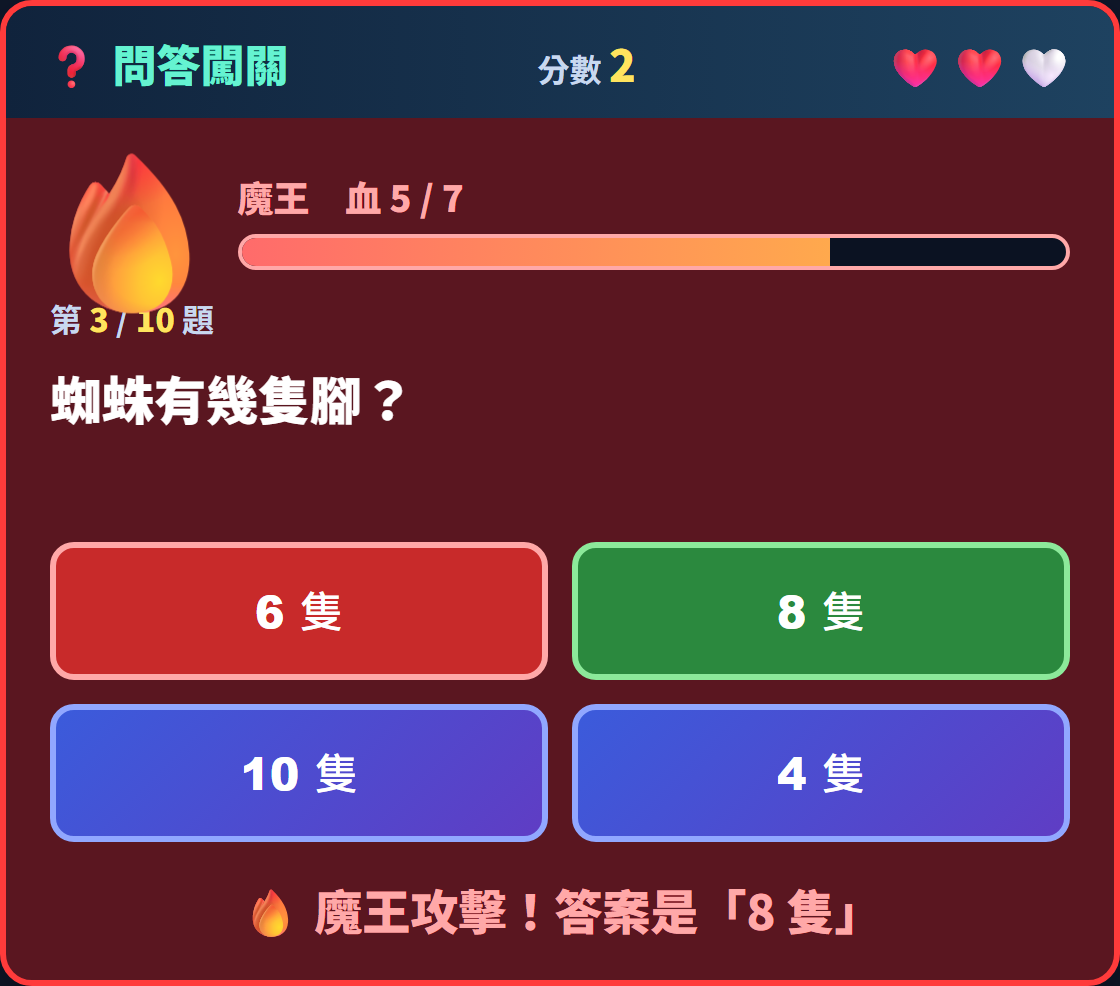 問答闖關
分數 2
魔王 血 5 / 7
第 3 / 10 題
蜘蛛有幾隻腳？
6 隻
8 隻
10 隻
4 隻
魔王攻擊！答案是「8 隻」